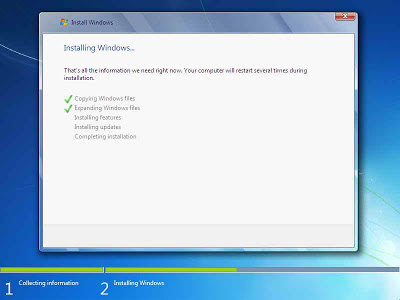 Install Windows
Installing Windows...
That's all the information we need right now. Your computer will restart several times during
installation.
Copying Windows files
Expanding Windows files
Installing features
Installing updates
Completing installation
1 Collecting information
2 Installing Windows